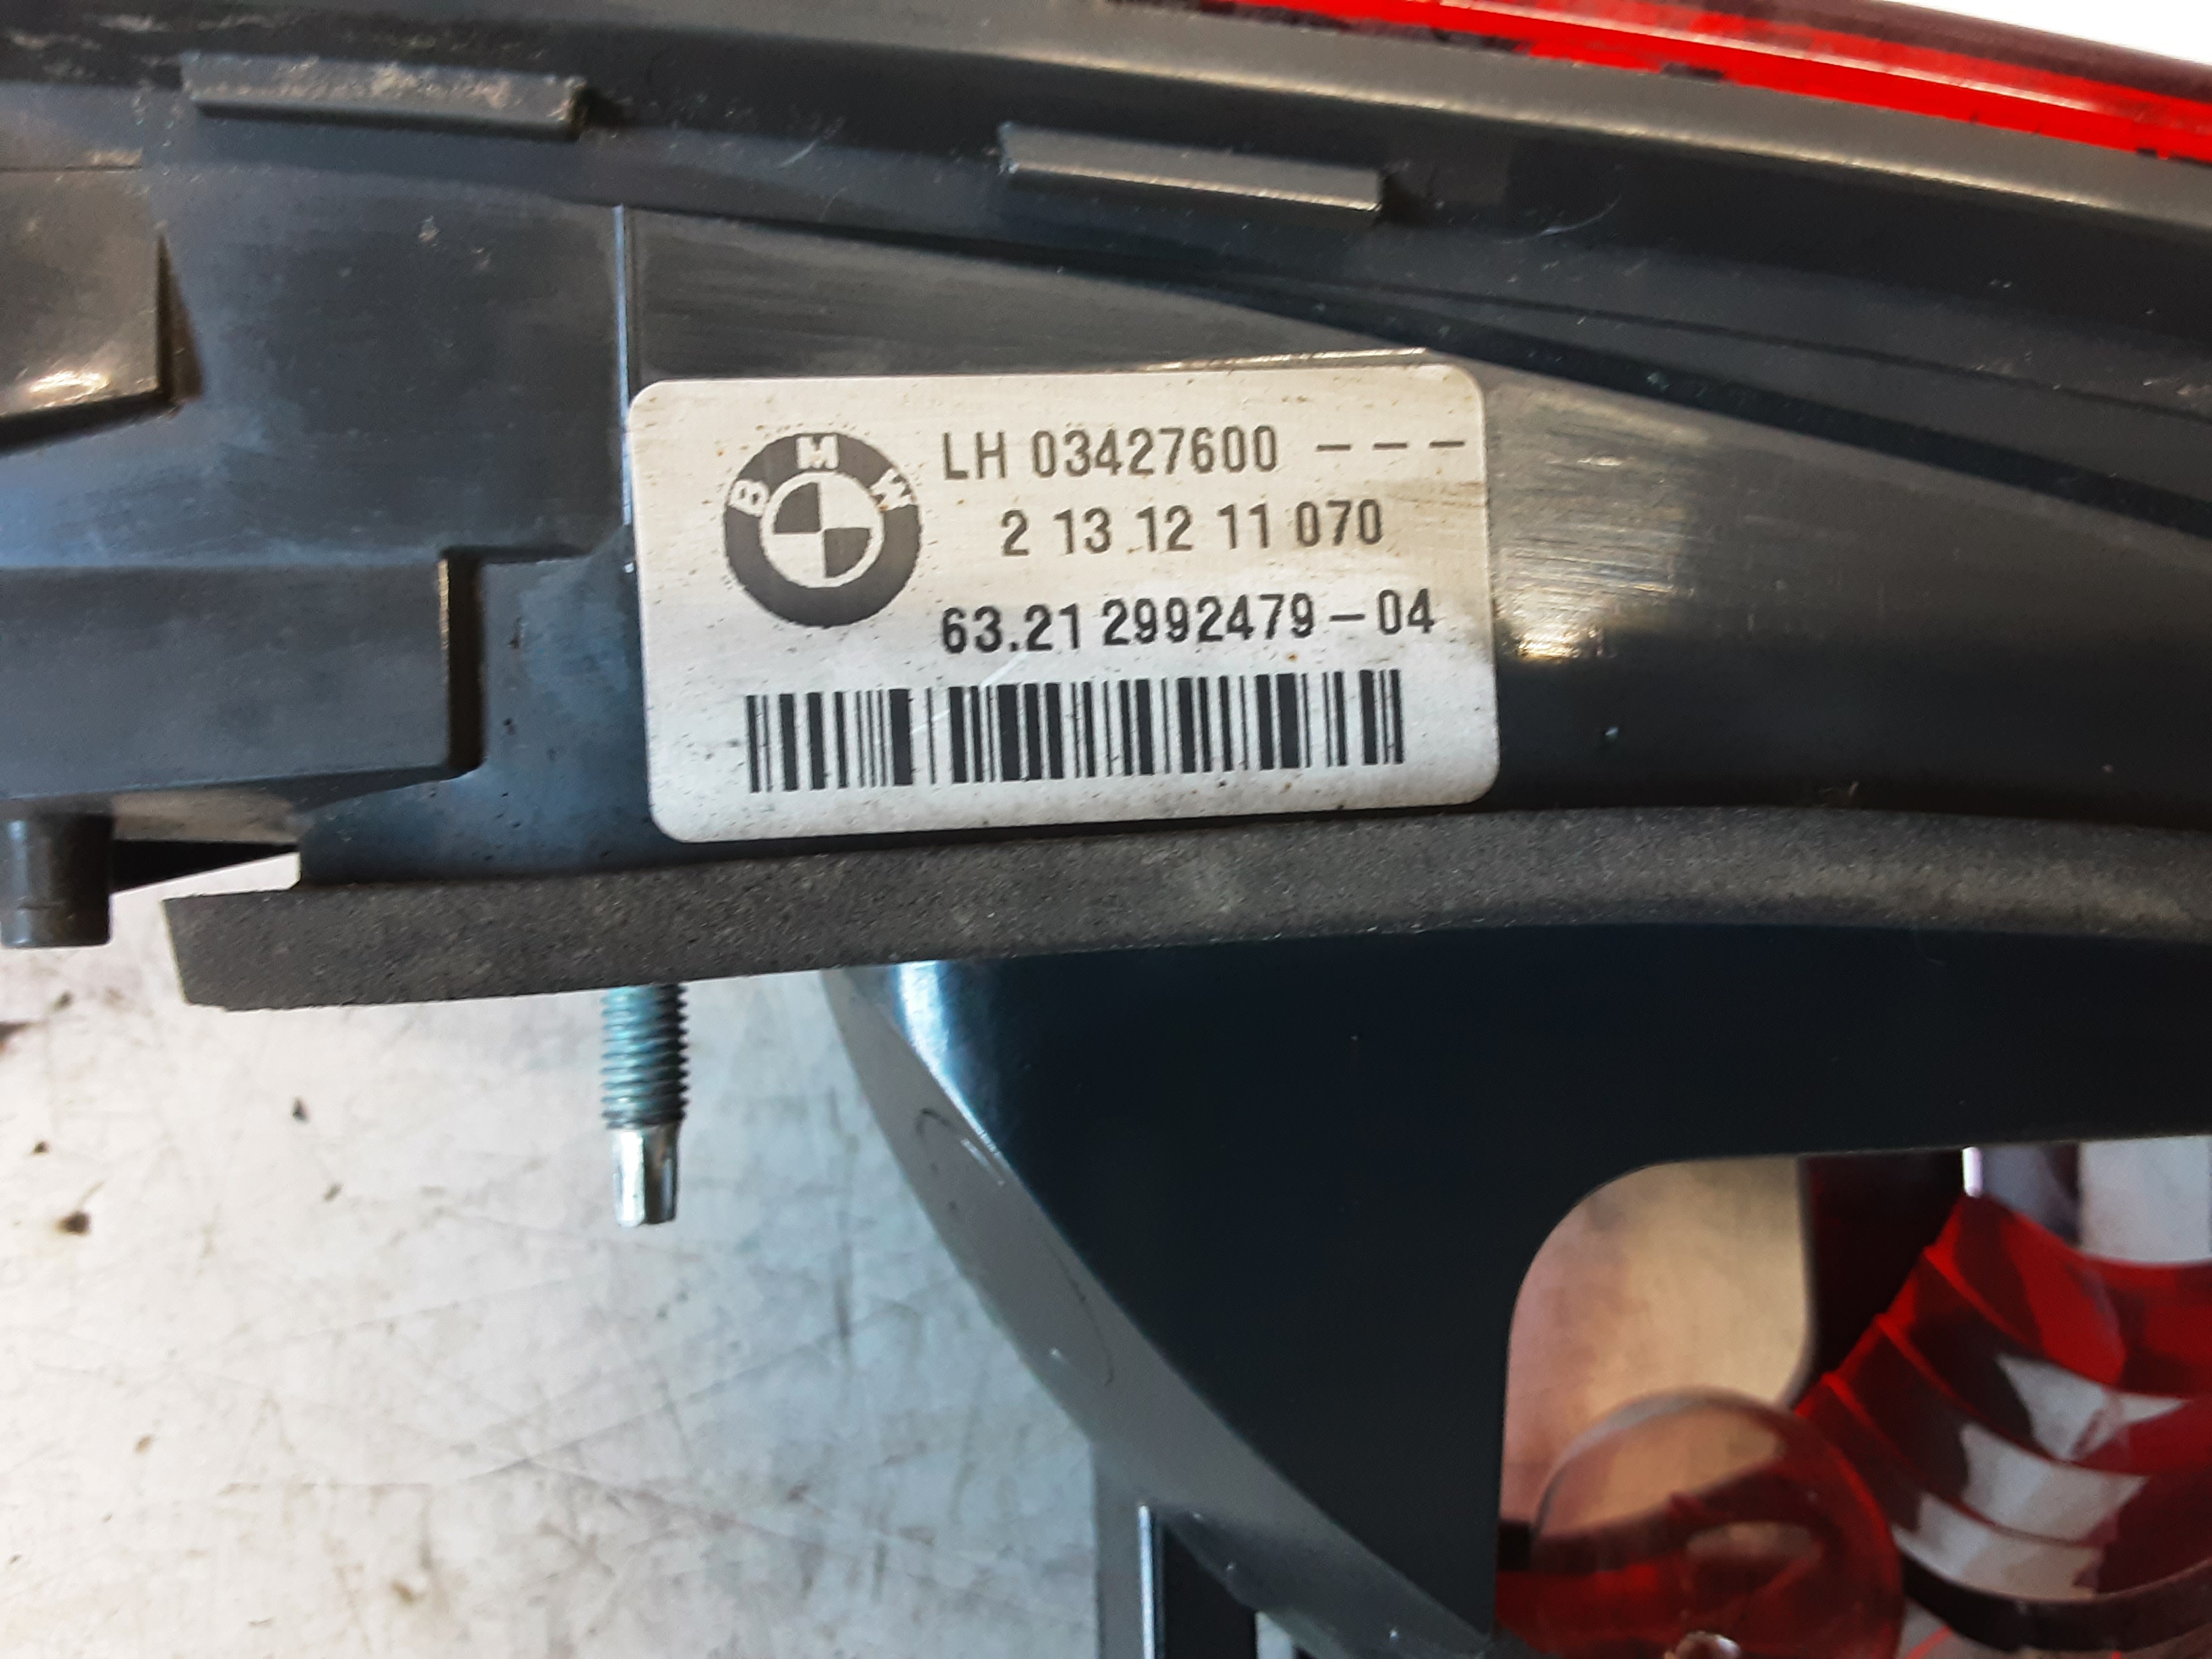 BMW
LH 03427600 ---
2 13 12 11 070
63.21 2992479-04